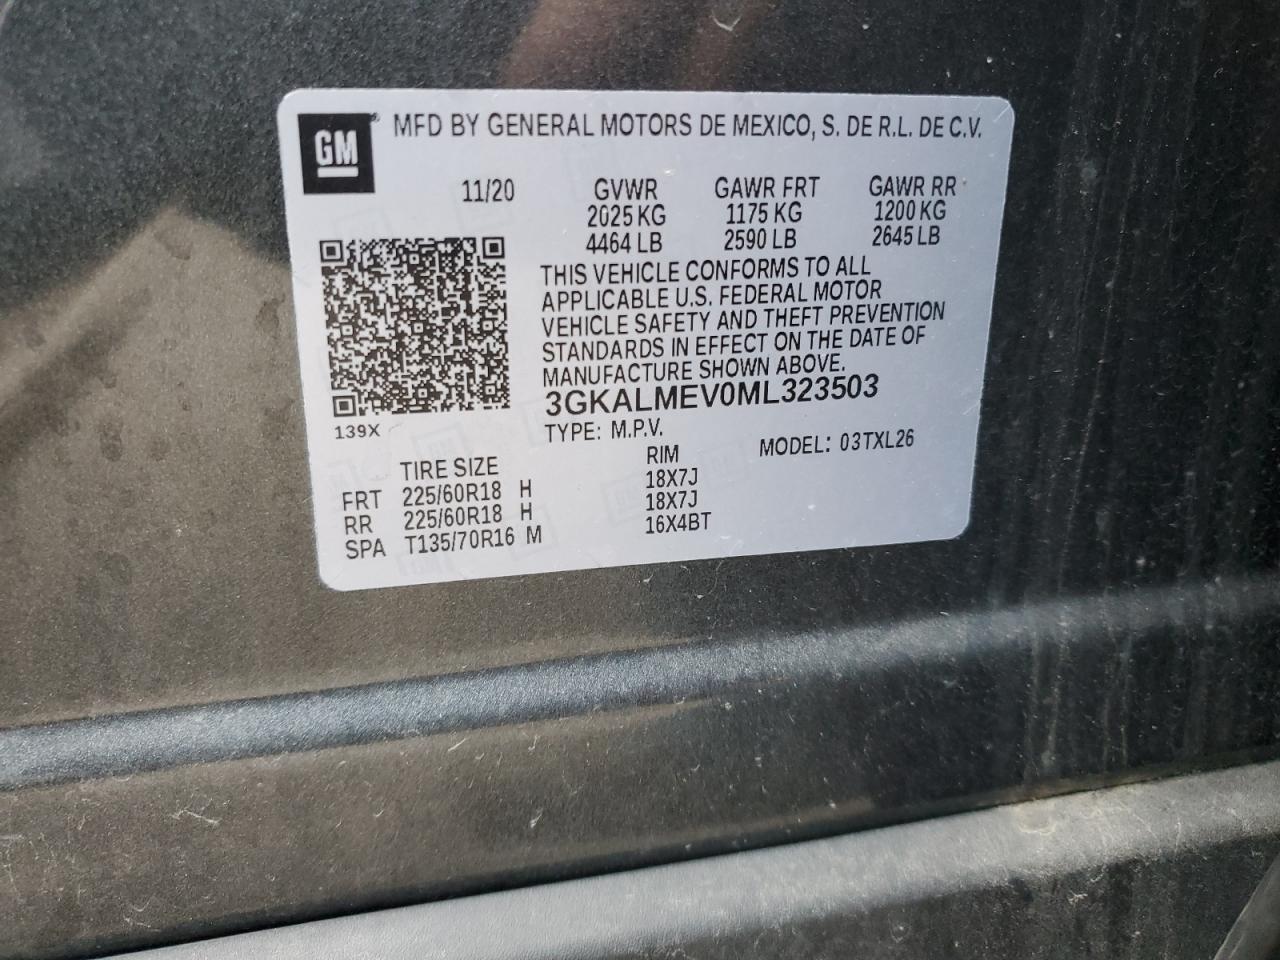 GM
MFD BY GENERAL MOTORS DE MEXICO, S. DE R.L. DE C.V.
11/20 GVWR GAWR FRT GAWR RR
2025 KG 1175 KG 1200 KG
4464 LB 2590 LB 2645 LB
THIS VEHICLE CONFORMS TO ALL
APPLICABLE U.S. FEDERAL MOTOR
VEHICLE SAFETY AND THEFT PREVENTION
STANDARDS IN EFFECT ON THE DATE OF
MANUFACTURE SHOWN ABOVE.
3GKALMEV0ML323503
139X
TYPE: M.P.V. MODEL: 03TXL26
TIRE SIZE RIM
FRT 225/60R18 H 18X7J
RR 225/60R18 H 18X7J
SPA T135/70R16 M 16X4BT